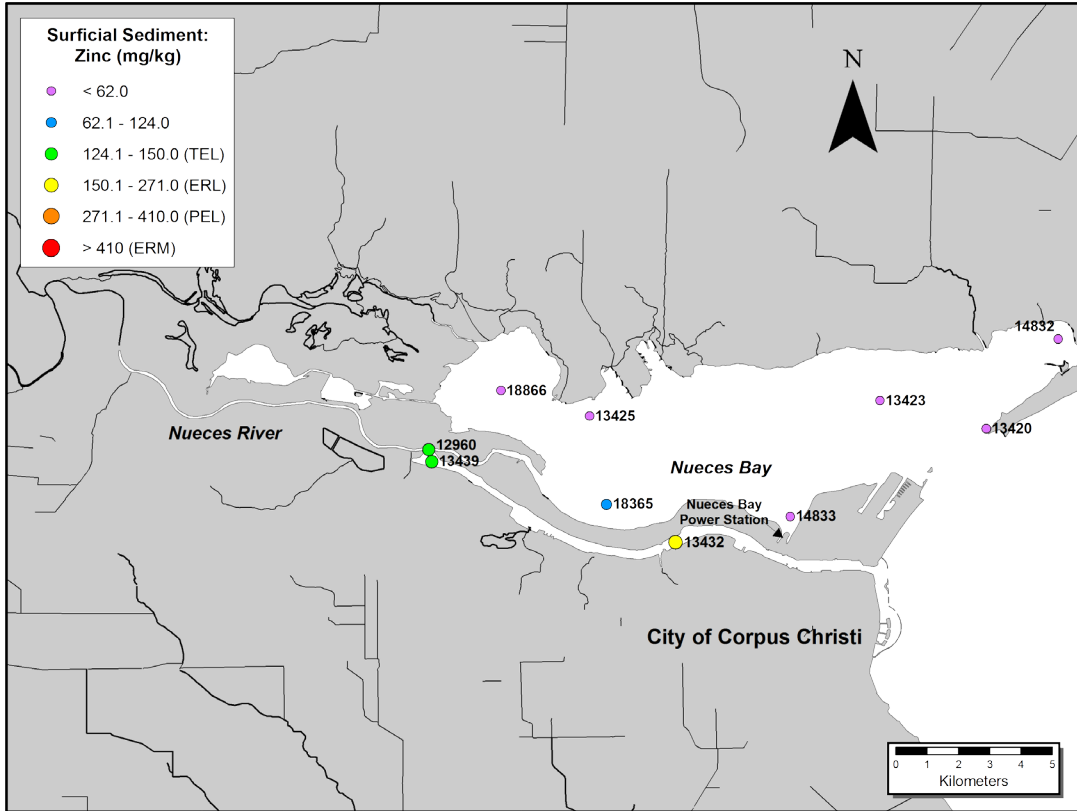 Surficial Sediment:
Zinc (mg/kg)
< 62.0
62.1 - 124.0
124.1 - 150.0 (TEL)
150.1 - 271.0 (ERL)
271.1 - 410.0 (PEL)
> 410 (ERM)
N
14832
18866
13425
13423
13420
Nueces River
12960
13439
Nueces Bay
18365
Nueces Bay
Power Station
14833
13432
City of Corpus Christi
0 1 2 3 4 5
Kilometers